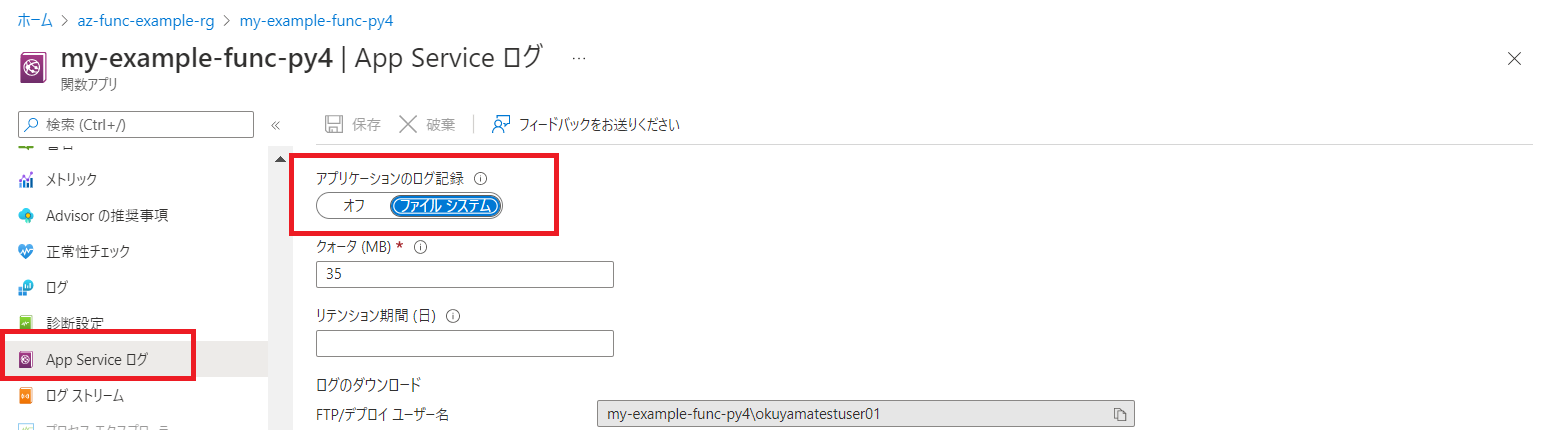 ホーム > az-func-example-rg > my-example-func-py4
my-example-func-py4 | App Service ログ ...
関数アプリ
検索 (Ctrl+/) «
保存 破棄 フィードバックをお送りください
メトリック
Advisor の推奨事項
正常性チェック
ログ
診断設定
App Service ログ
ログ ストリーム
アプリケーションのログ記録
オフ ファイル システム
クォータ (MB) *
35
リテンション期間 (日)
ログのダウンロード
FTP/デプロイ ユーザー名 my-example-func-py4\okuyamatestuser01